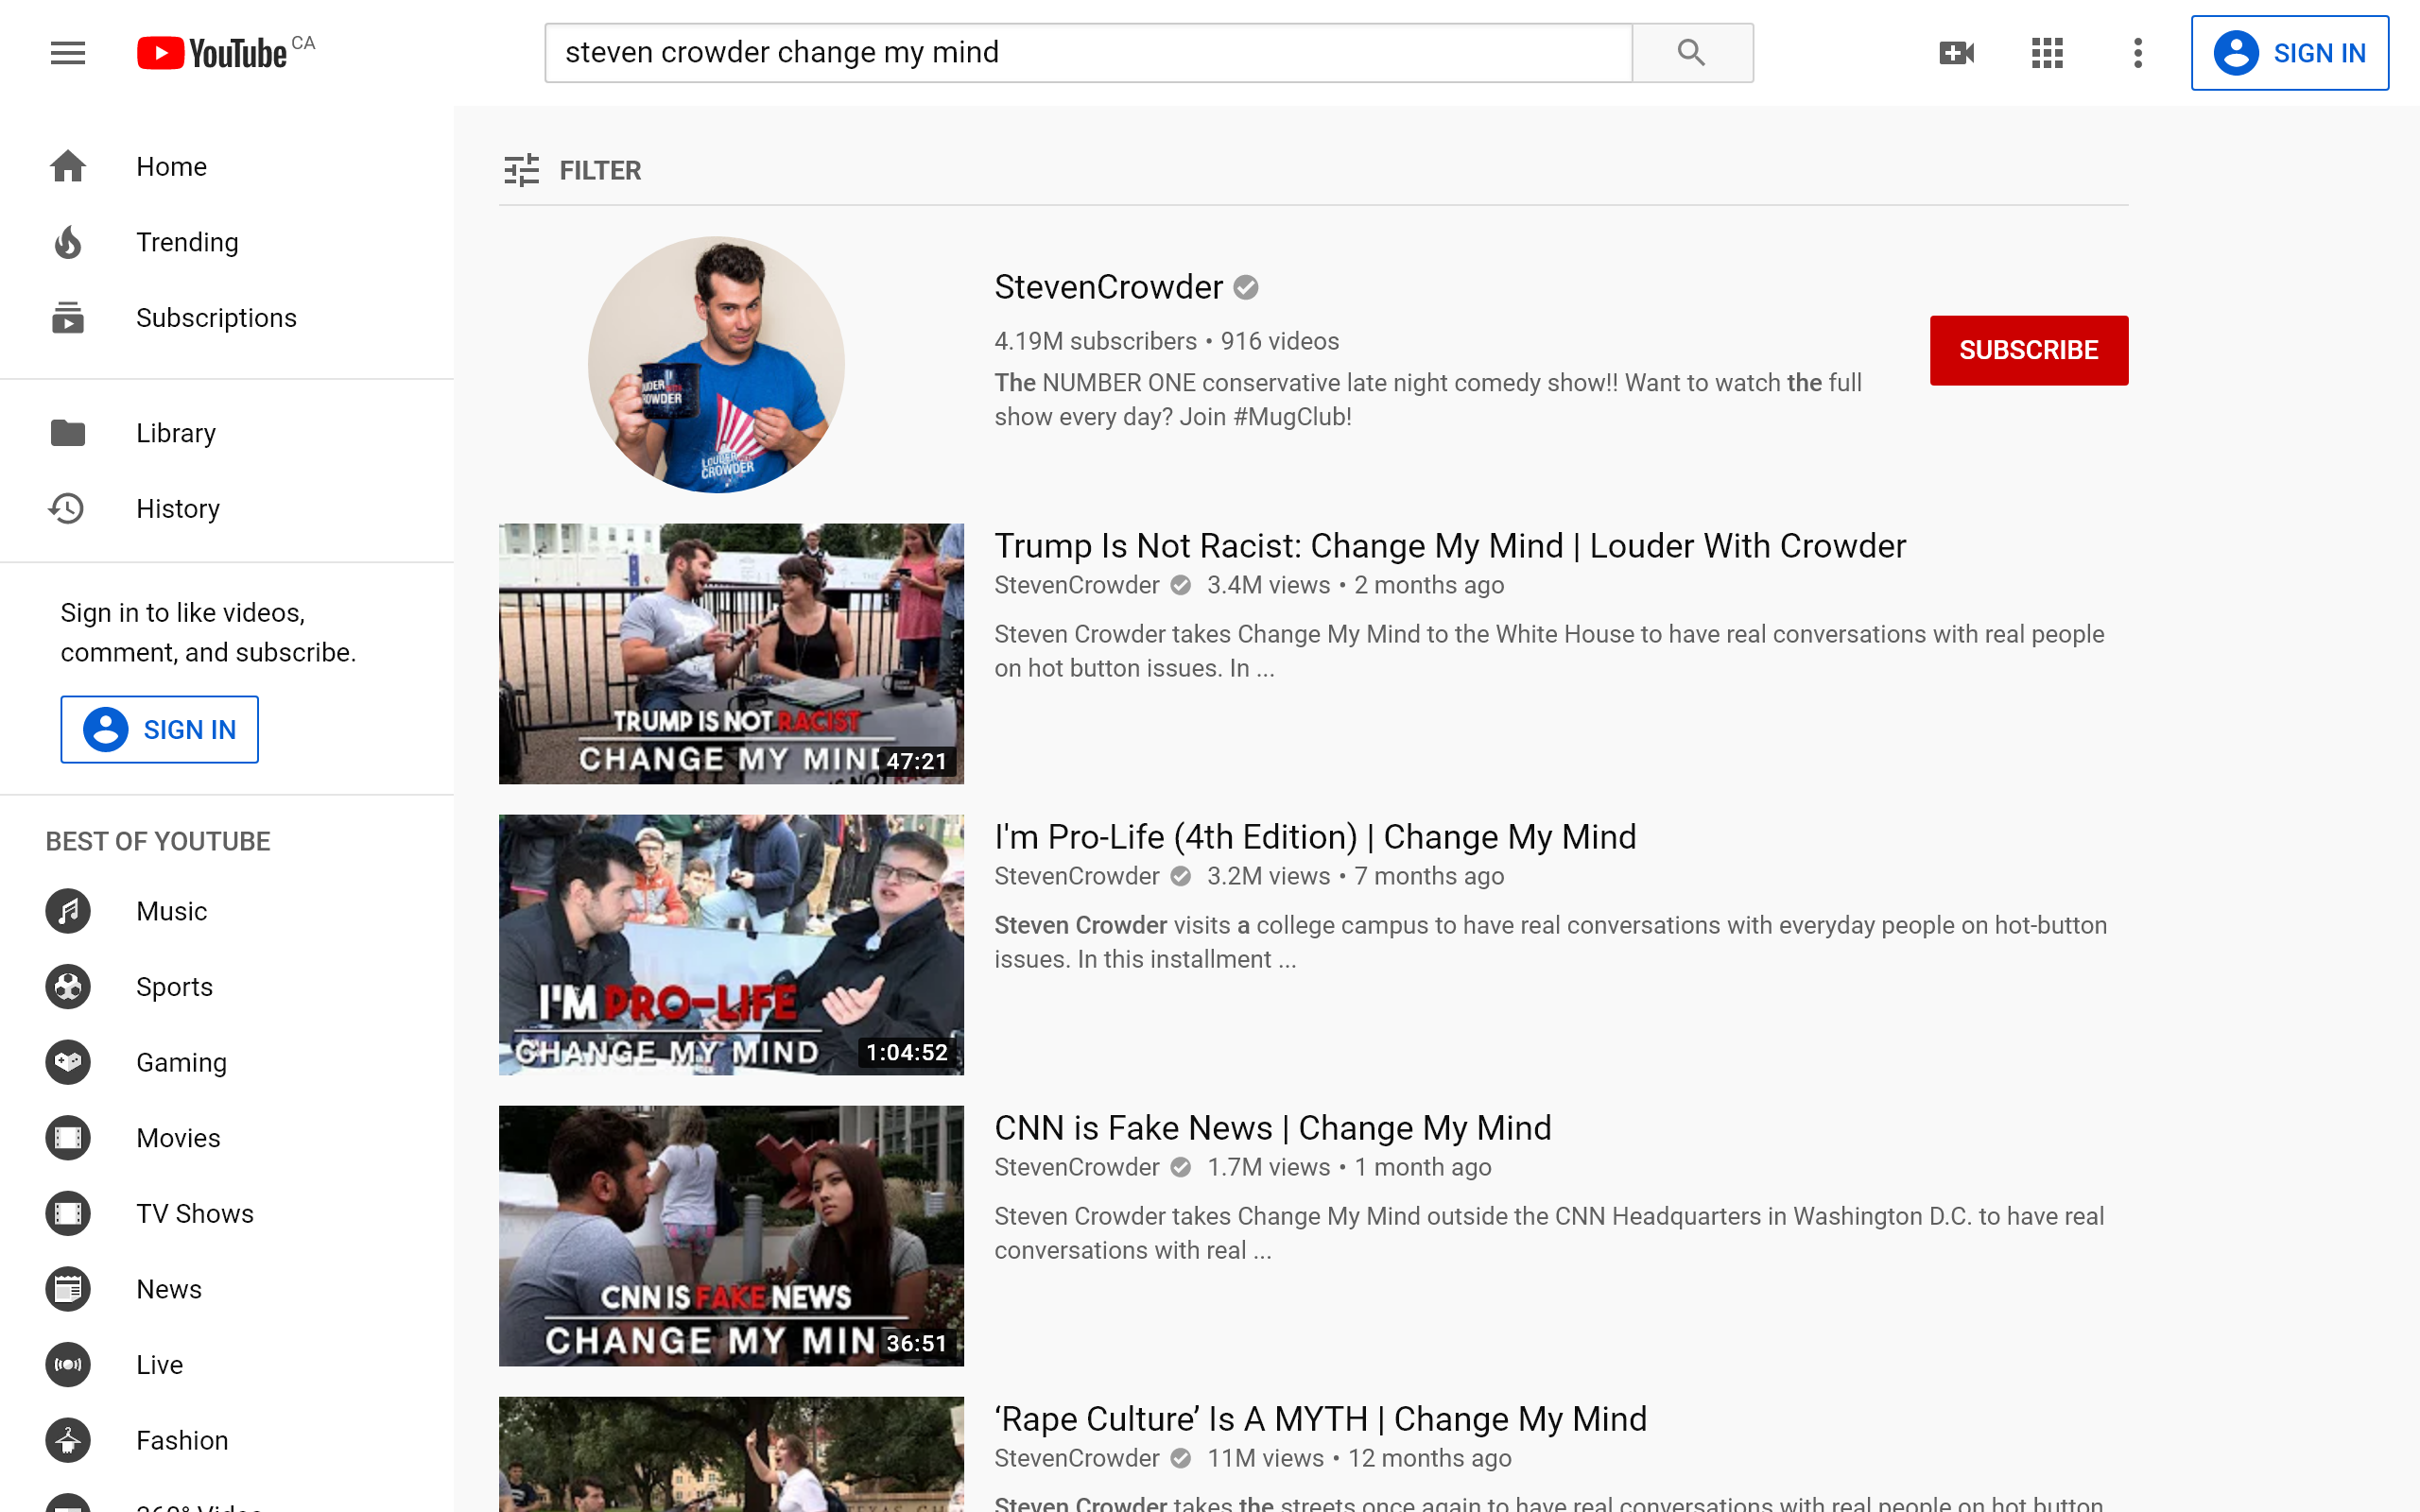 YouTube CA
steven crowder change my mind
SIGN IN
Home
Trending
Subscriptions
Library
History
Sign in to like videos,
comment, and subscribe.
SIGN IN
BEST OF YOUTUBE
Music
Sports
Gaming
Movies
TV Shows
News
Live
Fashion
360° Video
FILTER
LOUDER CROWDER
StevenCrowder
4.19M subscribers • 916 videos
The NUMBER ONE conservative late night comedy show!! Want to watch the full
show every day? Join #MugClub!
SUBSCRIBE
TRUMP IS NOT RACIST
CHANGE MY MIND
47:21
Trump Is Not Racist: Change My Mind | Louder With Crowder
StevenCrowder 3.4M views • 2 months ago
Steven Crowder takes Change My Mind to the White House to have real conversations with real people
on hot button issues. In ...
I'M PRO-LIFE
CHANGE MY MIND
1:04:52
I'm Pro-Life (4th Edition) | Change My Mind
StevenCrowder 3.2M views • 7 months ago
Steven Crowder visits a college campus to have real conversations with everyday people on hot-button
issues. In this installment ...
CNN IS FAKE NEWS
CHANGE MY MIN
36:51
CNN is Fake News | Change My Mind
StevenCrowder 1.7M views • 1 month ago
Steven Crowder takes Change My Mind outside the CNN Headquarters in Washington D.C. to have real
conversations with real ...
‘Rape Culture’ Is A MYTH | Change My Mind
StevenCrowder 11M views • 12 months ago
Steven Crowder takes the streets once again to have real conversations with real people on hot button